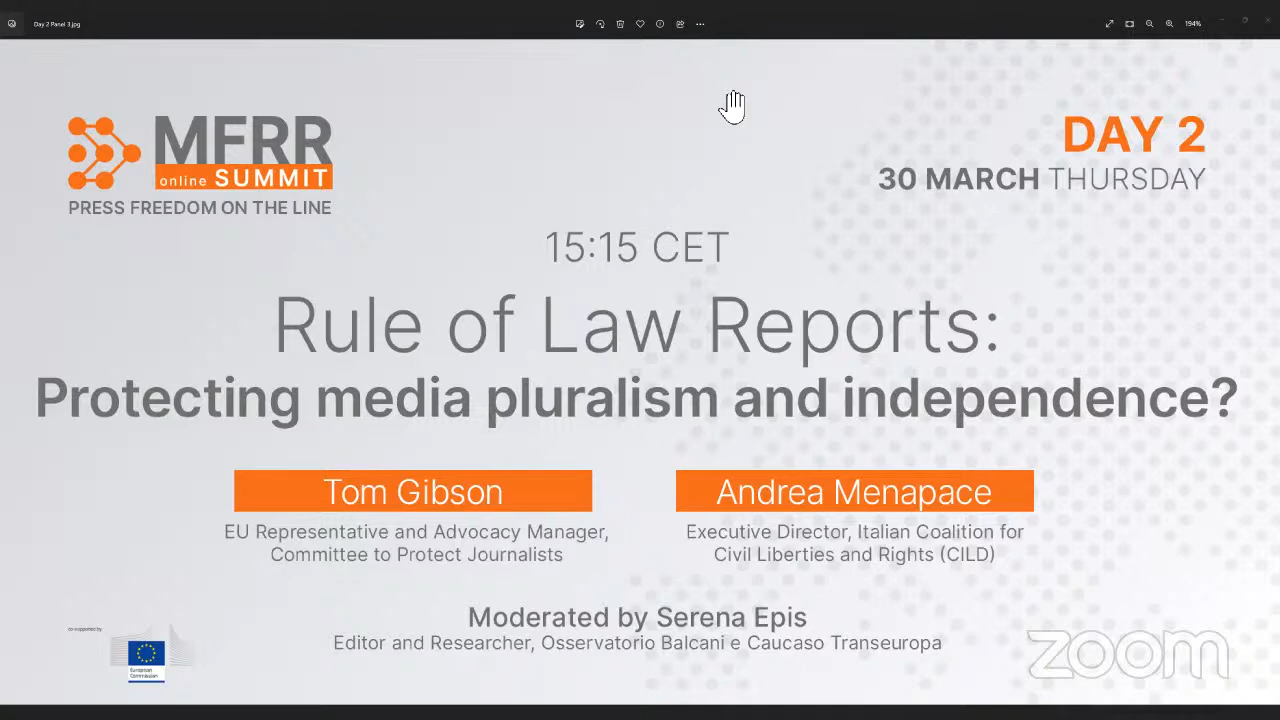 Day 2 Panel 3.jpg
194%
MFRR
online SUMMIT
PRESS FREEDOM ON THE LINE
DAY 2
30 MARCH THURSDAY
15:15 CET
Rule of Law Reports:
Protecting media pluralism and independence?
Tom Gibson
EU Representative and Advocacy Manager,
Committee to Protect Journalists
Andrea Menapace
Executive Director, Italian Coalition for
Civil Liberties and Rights (CILD)
Moderated by Serena Epis
Editor and Researcher, Osservatorio Balcani e Caucaso Transeuropa
co-supported by
European
Commission
zoom